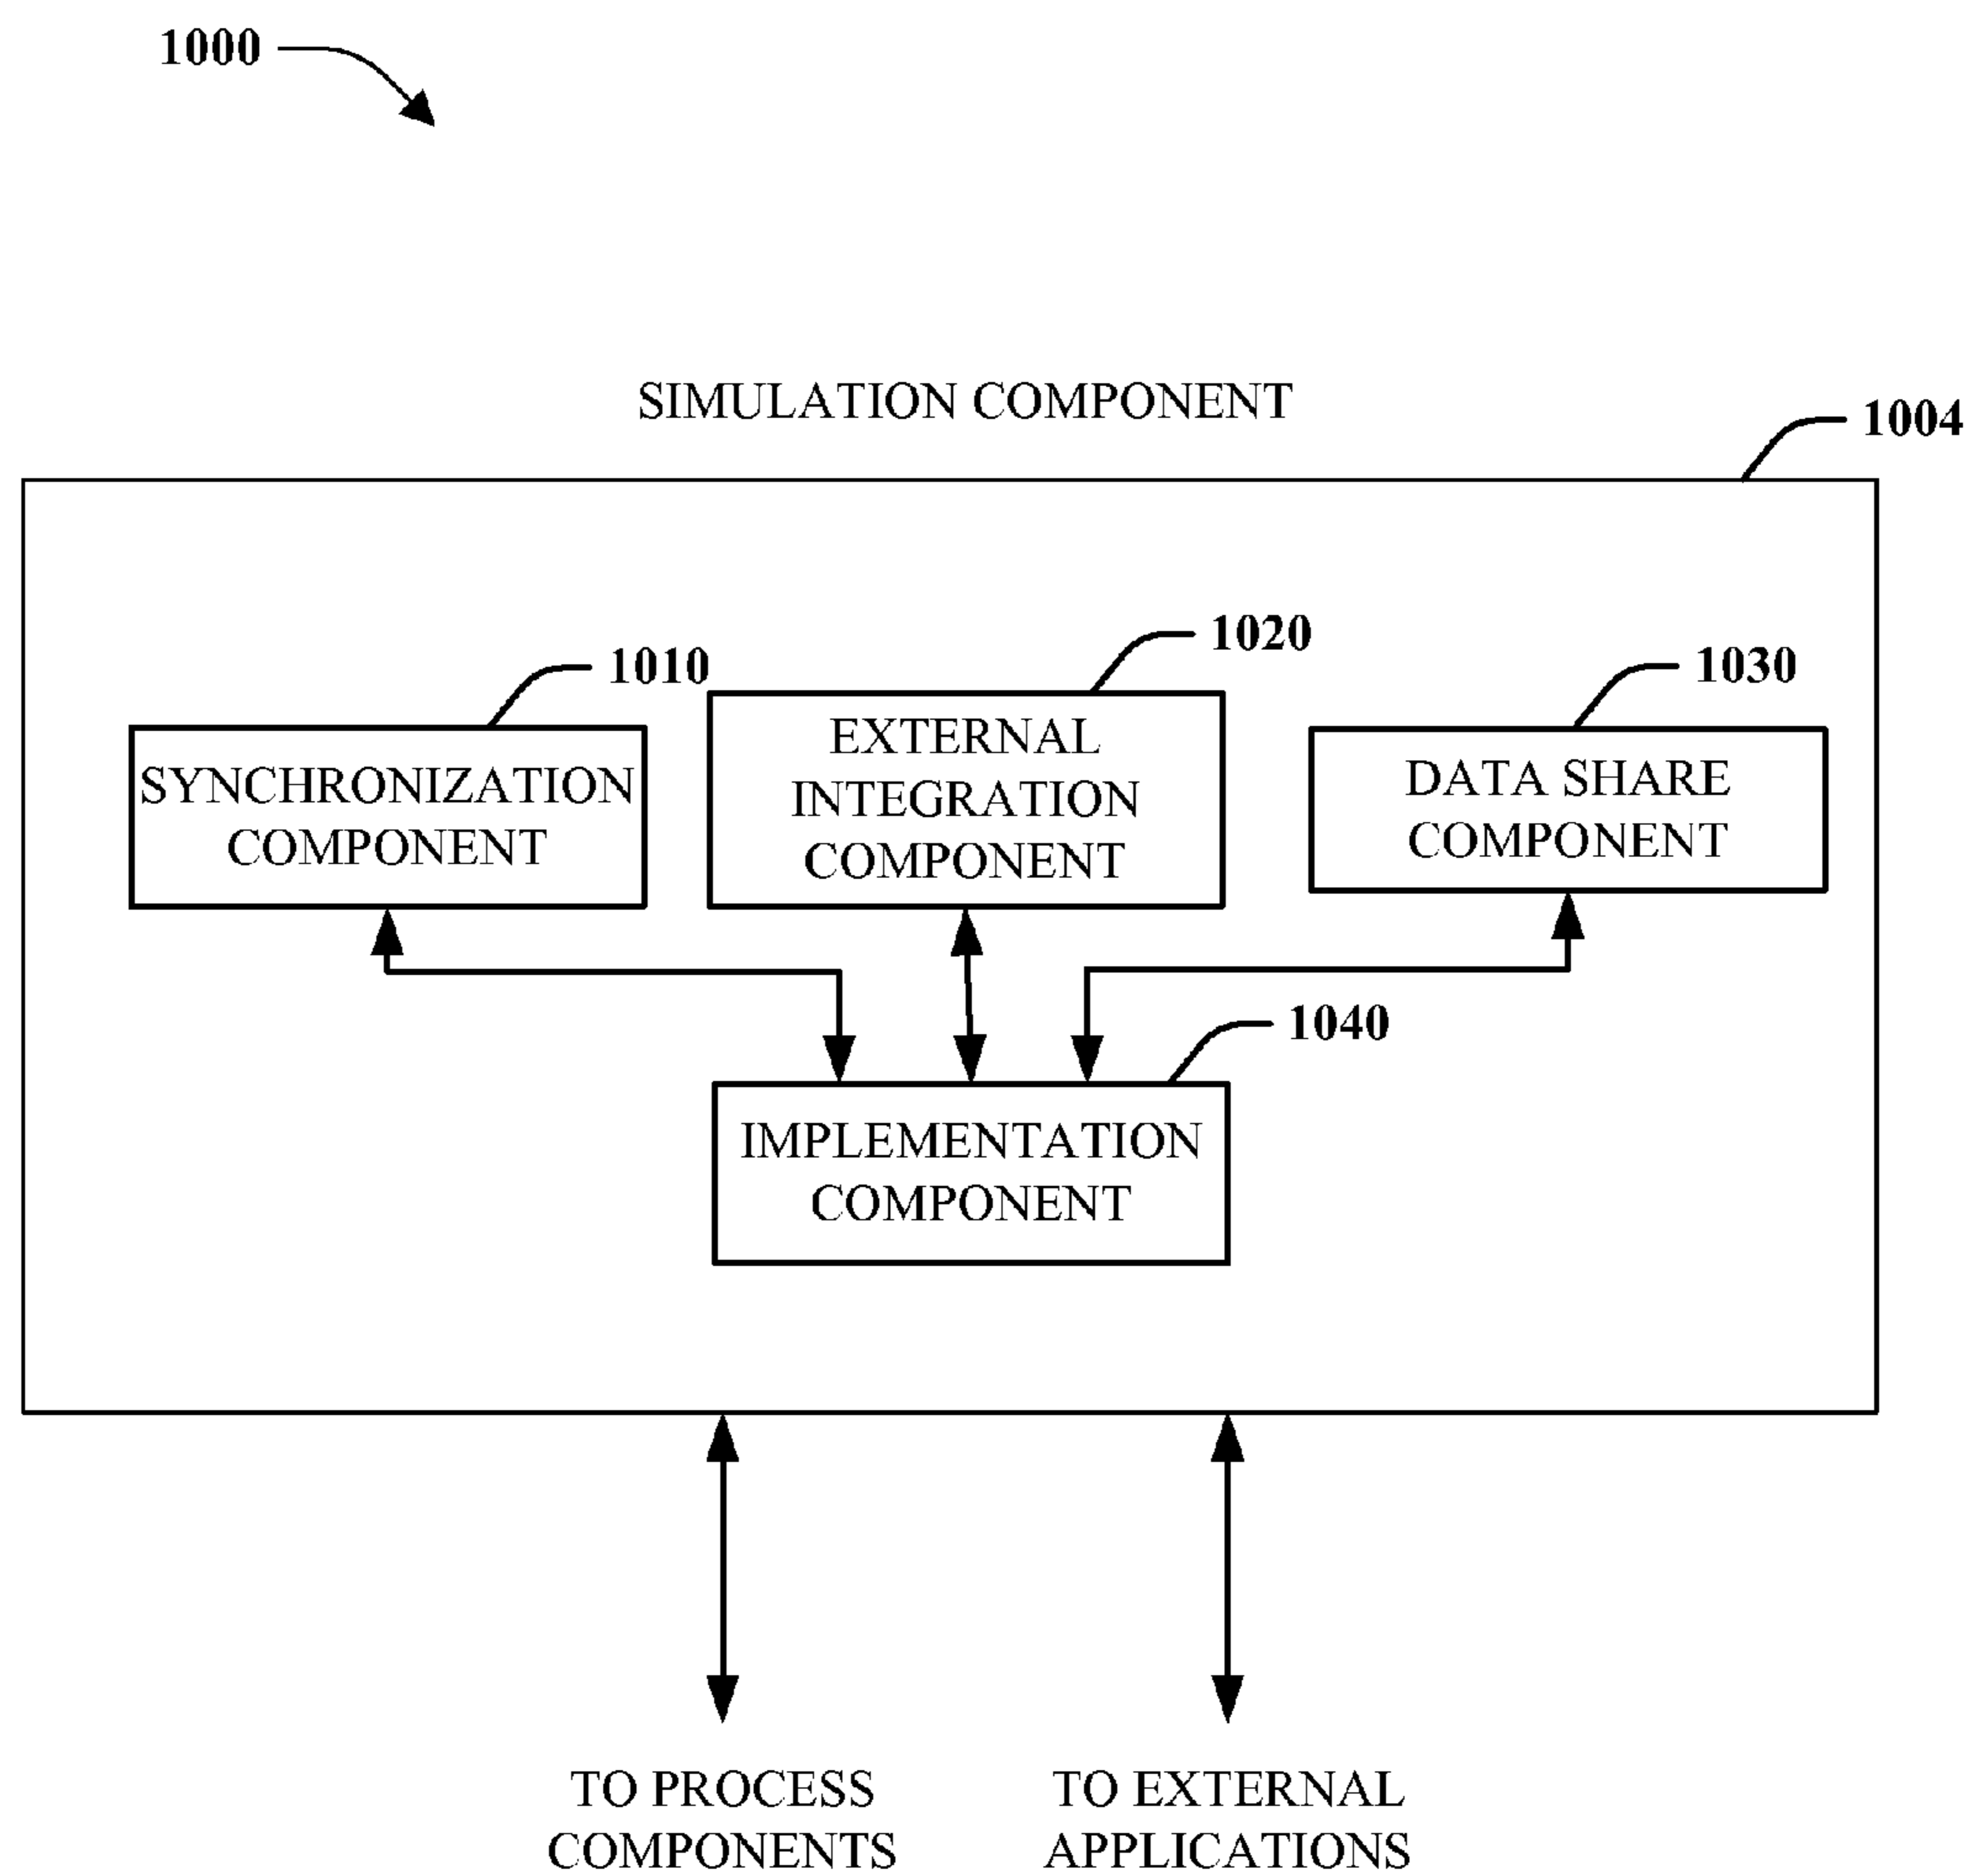 1000
SIMULATION COMPONENT
1004
1010
1020
1030
SYNCHRONIZATION
COMPONENT
EXTERNAL
INTEGRATION
COMPONENT
DATA SHARE
COMPONENT
1040
IMPLEMENTATION
COMPONENT
TO PROCESS
COMPONENTS
TO EXTERNAL
APPLICATIONS